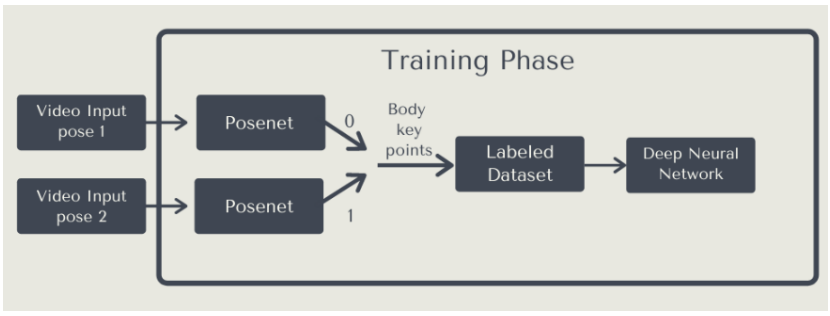 Training Phase
Video Input
pose 1
Posenet
0
Body
key
points
Labeled
Dataset
Deep Neural
Network
Video Input
pose 2
Posenet
1